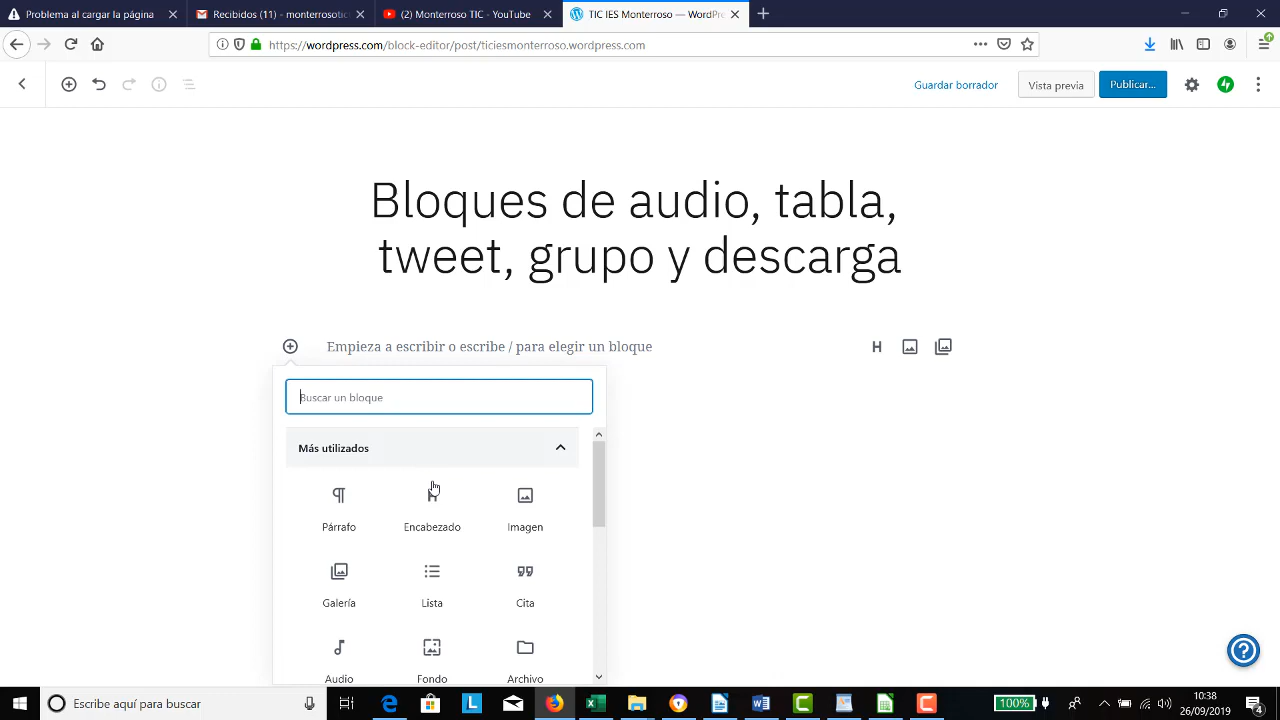 Problema al cargar la página
Recibidos (11) - monterrosotic
(2) Monterroso TIC - YouTube
TIC IES Monterroso — WordPre
https://wordpress.com/block-editor/post/ticiesmonterroso.wordpress.com
Guardar borrador
Vista previa
Publicar...
Bloques de audio, tabla,
tweet, grupo y descarga
Empieza a escribir o escribe / para elegir un bloque
H
Buscar un bloque
Más utilizados
Párrafo
Encabezado
Imagen
Galería
Lista
Cita
Audio
Fondo
Archivo
Escribe aquí para buscar
100%
10:38
26/09/2019
4